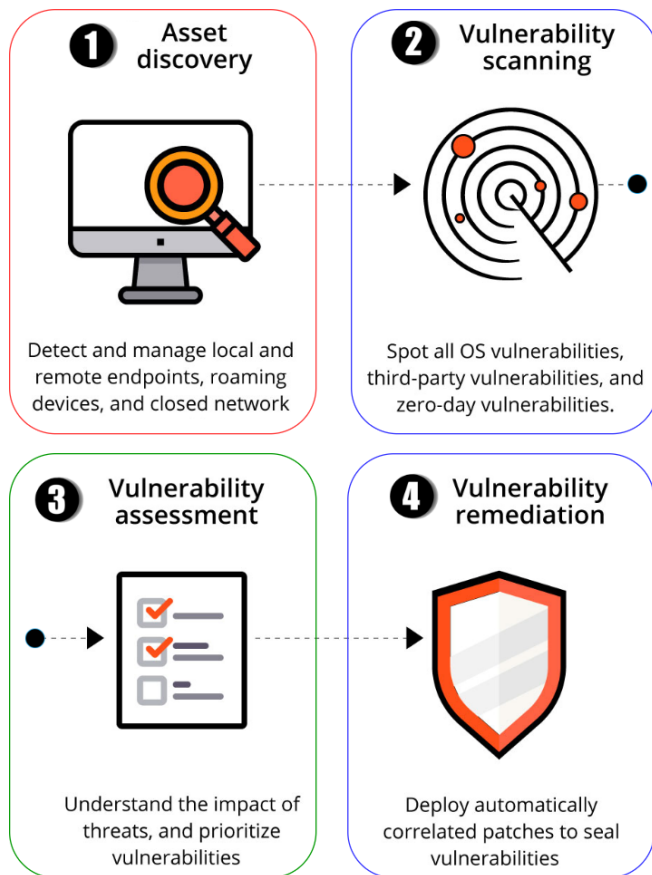 1
Asset
discovery
Detect and manage local and
remote endpoints, roaming
devices, and closed network
2
Vulnerability
scanning
Spot all OS vulnerabilities,
third-party vulnerabilities, and
zero-day vulnerabilities.
3
Vulnerability
assessment
Understand the impact of
threats, and prioritize
vulnerabilities
4
Vulnerability
remediation
Deploy automatically
correlated patches to seal
vulnerabilities